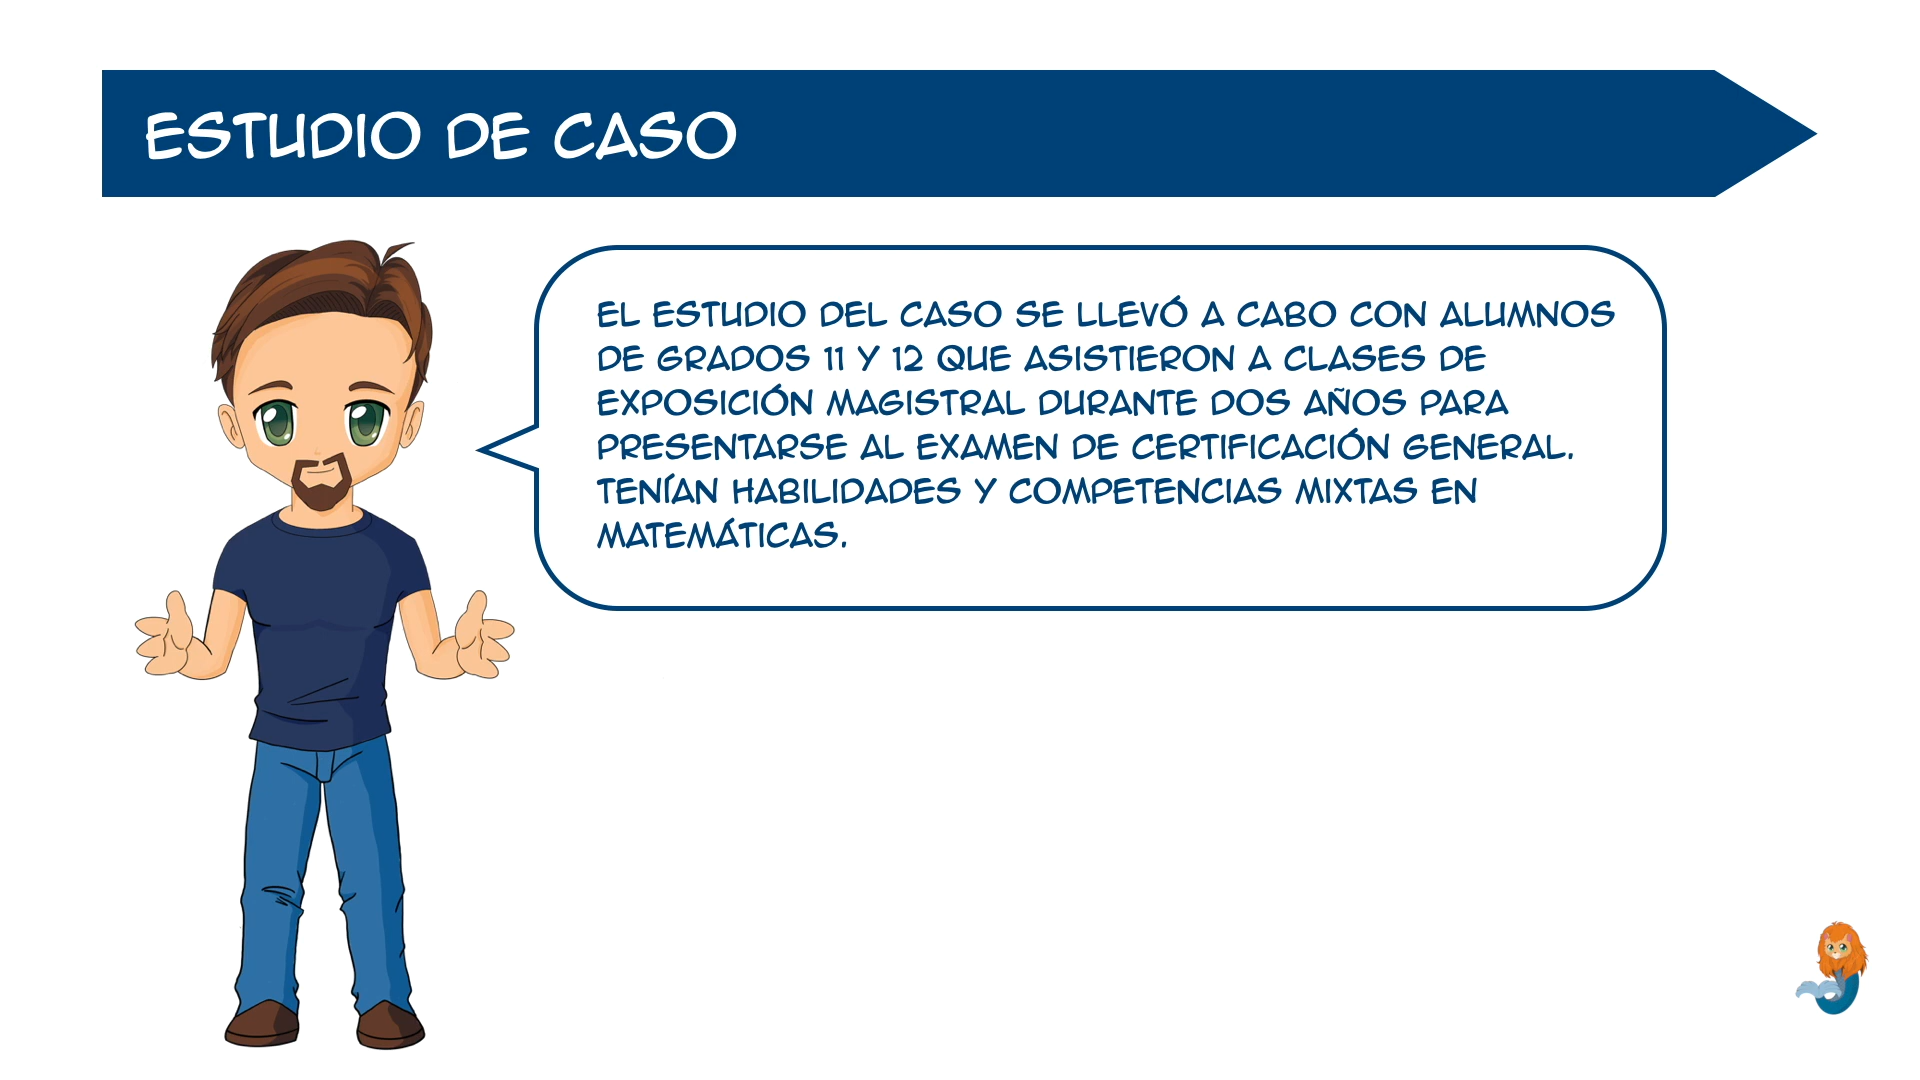 ESTUDIO DE CASO
EL ESTUDIO DEL CASO SE LLEVÓ A CABO CON ALUMNOS
DE GRADOS 11 Y 12 QUE ASISTIERON A CLASES DE
EXPOSICIÓN MAGISTRAL DURANTE DOS AÑOS PARA
PRESENTARSE AL EXAMEN DE CERTIFICACIÓN GENERAL.
TENÍAN HABILIDADES Y COMPETENCIAS MIXTAS EN
MATEMÁTICAS.